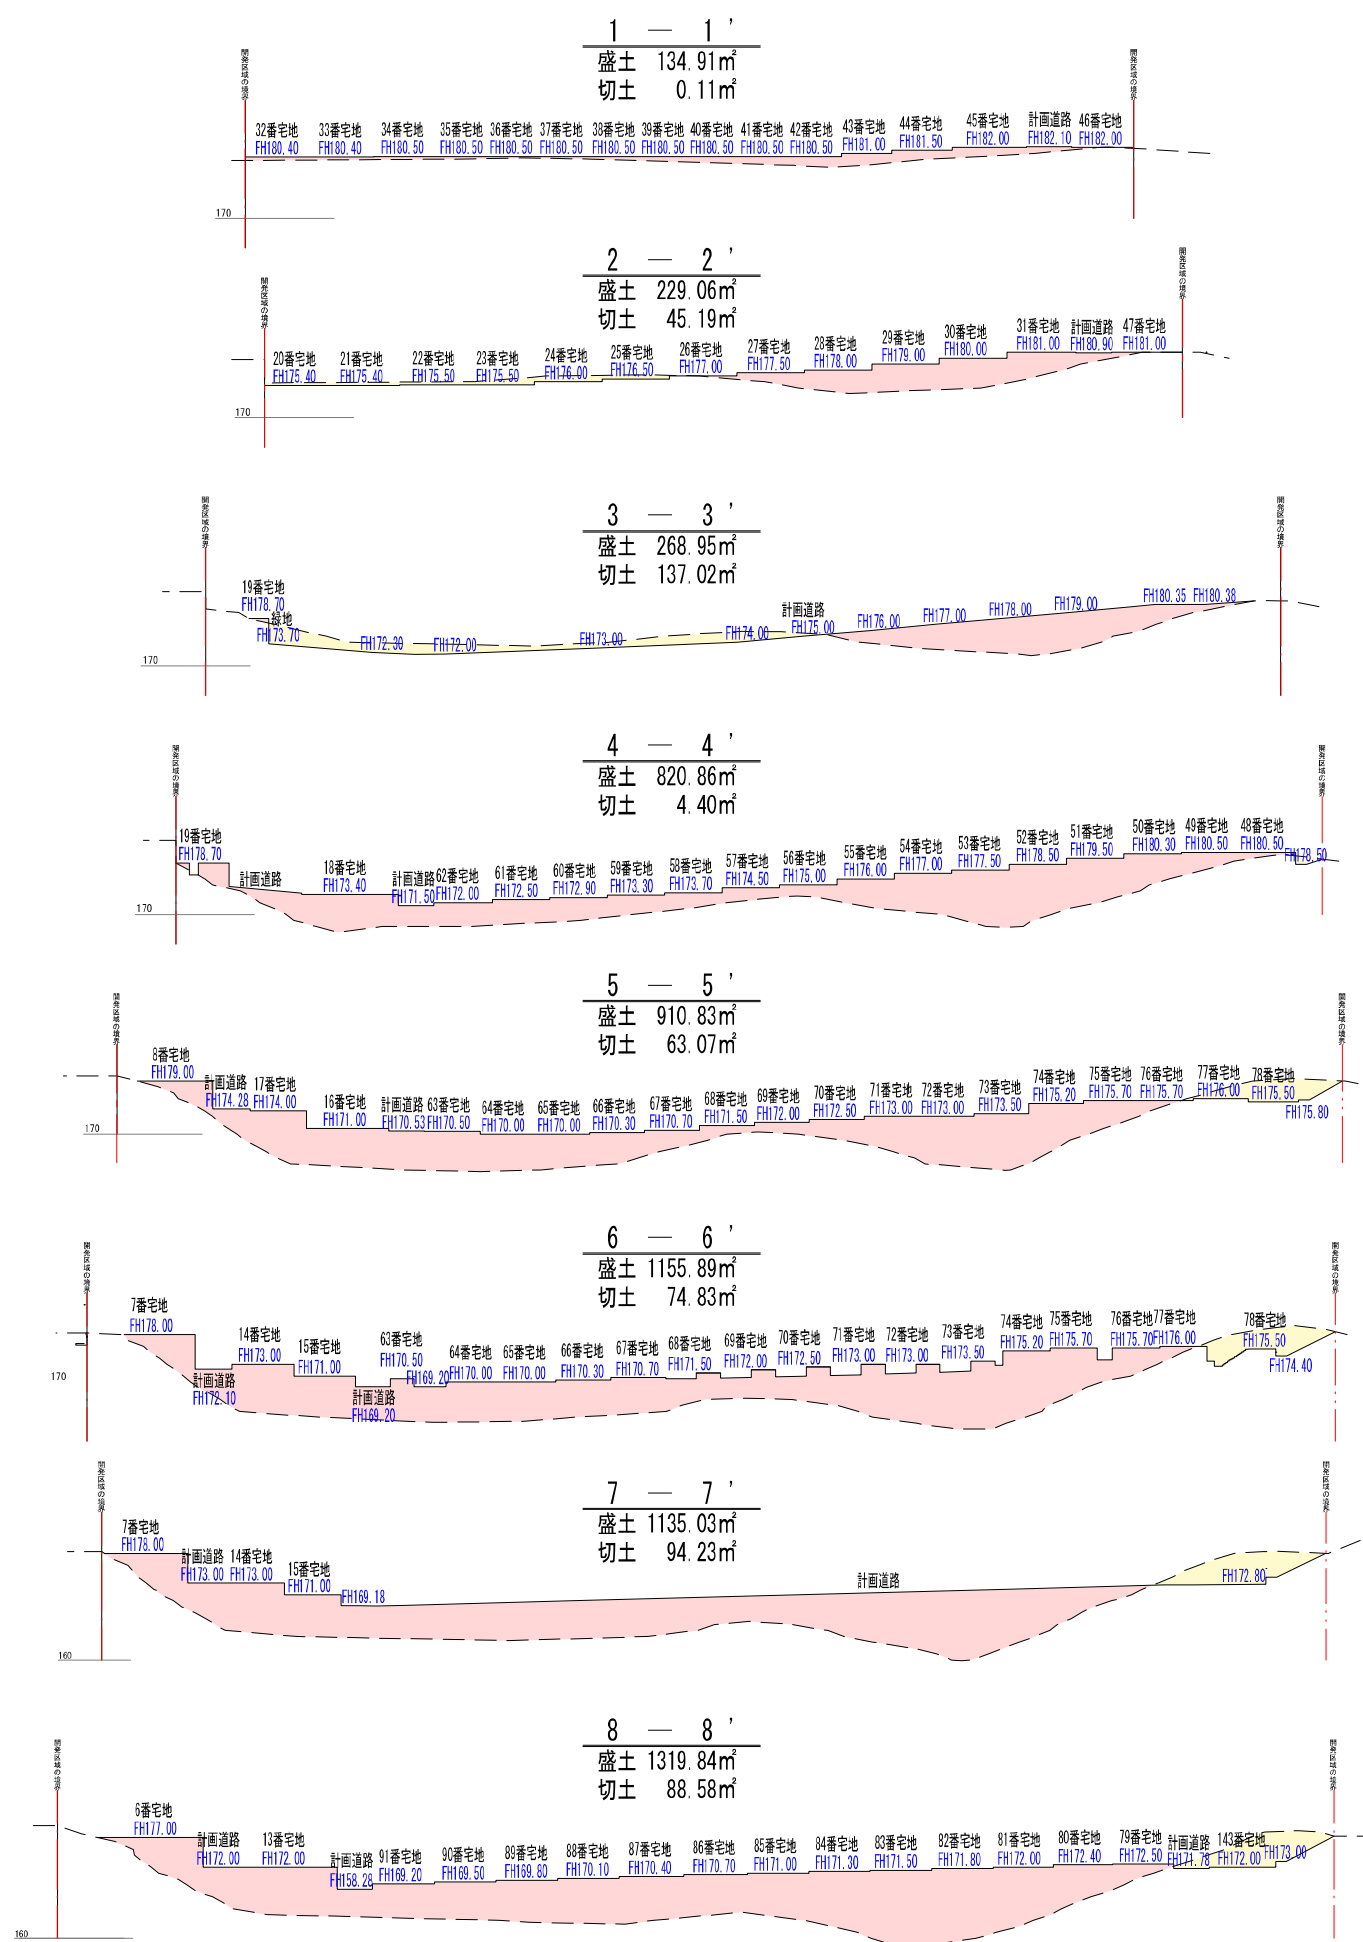 1 — 1'
盛土 134.91㎡
切土 0.11㎡
開発区域の境界
開発区域の境界
32番宅地 33番宅地 34番宅地 35番宅地 36番宅地 37番宅地 38番宅地 39番宅地 40番宅地 41番宅地 42番宅地 43番宅地 44番宅地 45番宅地 計画道路 46番宅地
FH180.40 FH180.40 FH180.50 FH180.50 FH180.50 FH180.50 FH180.50 FH180.50 FH180.50 FH180.50 FH180.50 FH181.00 FH181.50 FH182.00 FH182.10 FH182.00
170
2 — 2'
盛土 229.06㎡
切土 45.19㎡
開発区域の境界
開発区域の境界
20番宅地 21番宅地 22番宅地 23番宅地 24番宅地 25番宅地 26番宅地 27番宅地 28番宅地 29番宅地 30番宅地 31番宅地 計画道路 47番宅地
FH175.40 FH175.40 FH175.50 FH175.50 FH176.00 FH176.50 FH177.00 FH177.50 FH178.00 FH179.00 FH180.00 FH181.00 FH180.90 FH181.00
170
3 — 3'
盛土 268.95㎡
切土 137.02㎡
開発区域の境界
開発区域の境界
19番宅地
FH178.70
緑地
FH173.70 FH172.30 FH172.00 FH173.00 FH174.00
計画道路
FH175.00 FH176.00 FH177.00 FH178.00 FH179.00 FH180.35 FH180.38
170
4 — 4'
盛土 820.86㎡
切土 4.40㎡
開発区域の境界
開発区域の境界
19番宅地 計画道路 18番宅地 計画道路 62番宅地 61番宅地 60番宅地 59番宅地 58番宅地 57番宅地 56番宅地 55番宅地 54番宅地 53番宅地 52番宅地 51番宅地 50番宅地 49番宅地 48番宅地
FH178.70 FH173.40 FH171.50 FH172.00 FH172.50 FH172.90 FH173.30 FH173.70 FH174.50 FH175.00 FH176.00 FH177.00 FH177.50 FH178.50 FH179.50 FH180.30 FH180.50 FH180.50 FH178.50
170
5 — 5'
盛土 910.83㎡
切土 63.07㎡
開発区域の境界
開発区域の境界
8番宅地 計画道路 17番宅地 16番宅地 計画道路 63番宅地 64番宅地 65番宅地 66番宅地 67番宅地 68番宅地 69番宅地 70番宅地 71番宅地 72番宅地 73番宅地 74番宅地 75番宅地 76番宅地 77番宅地 78番宅地
FH179.00 FH174.28 FH174.00 FH171.00 FH170.53 FH170.50 FH170.00 FH170.00 FH170.30 FH170.70 FH171.50 FH172.00 FH172.50 FH173.00 FH173.00 FH173.50 FH175.20 FH175.70 FH175.70 FH176.00 FH175.50 FH175.80
170
6 — 6'
盛土 1155.89㎡
切土 74.83㎡
開発区域の境界
開発区域の境界
7番宅地 14番宅地 15番宅地 63番宅地 64番宅地 65番宅地 66番宅地 67番宅地 68番宅地 69番宅地 70番宅地 71番宅地 72番宅地 73番宅地 74番宅地 75番宅地 76番宅地 77番宅地 78番宅地
FH178.00 FH173.00 FH171.00 FH170.50 FH169.20 FH170.00 FH170.00 FH170.30 FH170.70 FH171.50 FH172.00 FH172.50 FH173.00 FH173.00 FH173.50 FH175.20 FH175.70 FH175.70 FH176.00 FH175.50 FH174.40
170
計画道路 計画道路
FH172.10 FH169.20
7 — 7'
盛土 1135.03㎡
切土 94.23㎡
開発区域の境界
開発区域の境界
7番宅地 計画道路 14番宅地 15番宅地 計画道路
FH178.00 FH173.00 FH173.00 FH171.00 FH169.18 FH172.80
160
8 — 8'
盛土 1319.84㎡
切土 88.58㎡
開発区域の境界
開発区域の境界
6番宅地 計画道路 13番宅地 計画道路 91番宅地 90番宅地 89番宅地 88番宅地 87番宅地 86番宅地 85番宅地 84番宅地 83番宅地 82番宅地 81番宅地 80番宅地 79番宅地 計画道路 143番宅地
FH177.00 FH172.00 FH172.00 FH158.28 FH169.20 FH169.50 FH169.80 FH170.10 FH170.40 FH170.70 FH171.00 FH171.30 FH171.50 FH171.80 FH172.00 FH172.40 FH172.50 FH171.78 FH172.00 FH173.00
160